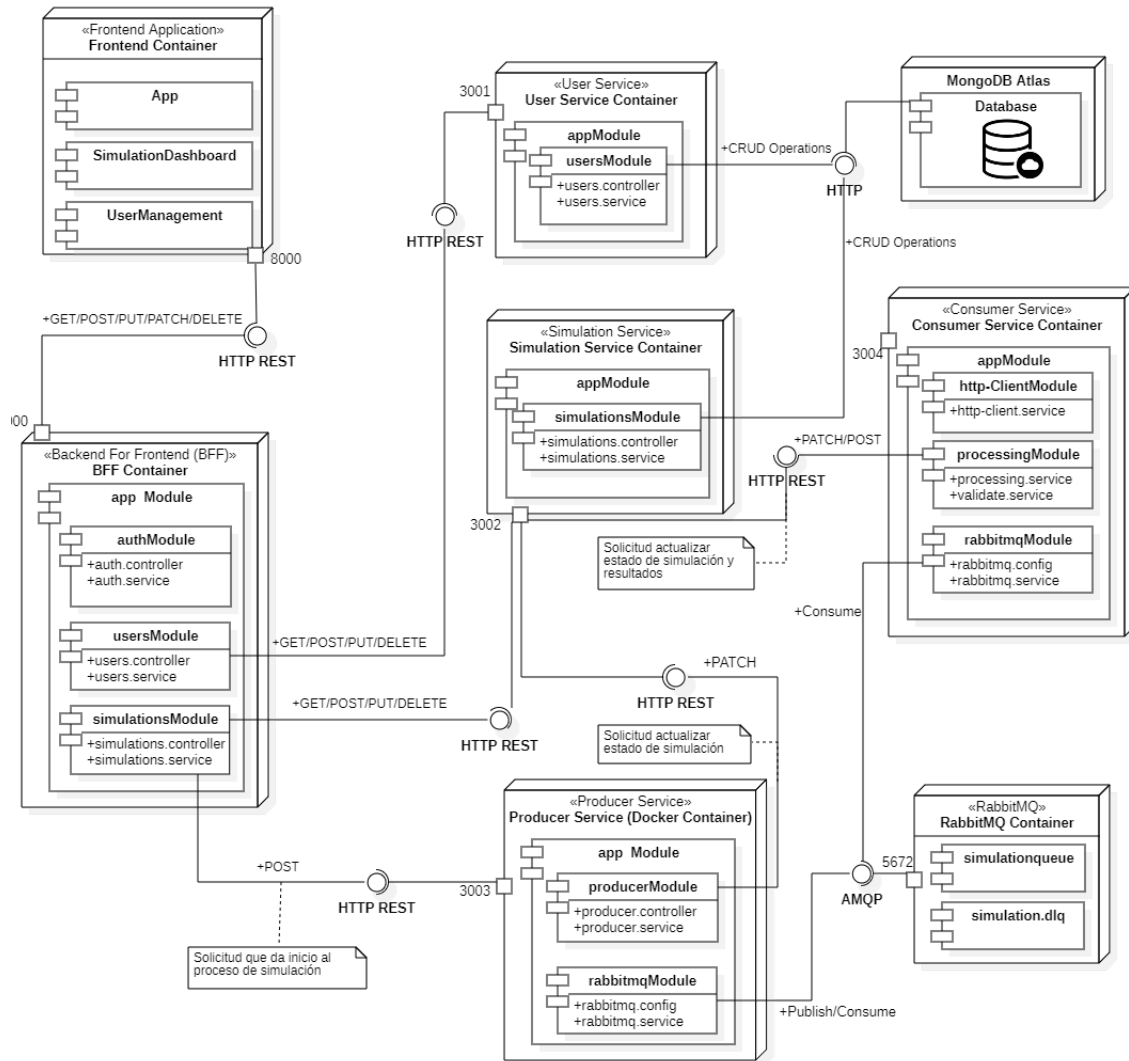 «Frontend Application»
Frontend Container
App
SimulationDashboard
UserManagement
8000
+GET/POST/PUT/PATCH/DELETE
HTTP REST
«User Service»
User Service Container
3001
appModule
usersModule
+users.controller
+users.service
HTTP REST
+CRUD Operations
HTTP
+CRUD Operations
MongoDB Atlas
Database
«Simulation Service»
Simulation Service Container
appModule
simulationsModule
+simulations.controller
+simulations.service
3002
«Consumer Service»
Consumer Service Container
3004
appModule
http-ClientModule
+http-client.service
processingModule
+processing.service
+validate.service
rabbitmqModule
+rabbitmq.config
+rabbitmq.service
+PATCH/POST
HTTP REST
Solicitud actualizar
estado de simulación y
resultados
+Consume
00
«Backend For Frontend (BFF)»
BFF Container
app Module
authModule
+auth.controller
+auth.service
usersModule
+users.controller
+users.service
simulationsModule
+simulations.controller
+simulations.service
+GET/POST/PUT/DELETE
+GET/POST/PUT/DELETE
HTTP REST
+PATCH
HTTP REST
Solicitud actualizar
estado de simulación
+POST
HTTP REST
Solicitud que da inicio al
proceso de simulación
«Producer Service»
Producer Service (Docker Container)
3003
app Module
producerModule
+producer.controller
+producer.service
rabbitmqModule
+rabbitmq.config
+rabbitmq.service
+Publish/Consume
AMQP
5672
«RabbitMQ»
RabbitMQ Container
simulationqueue
simulation.dlq